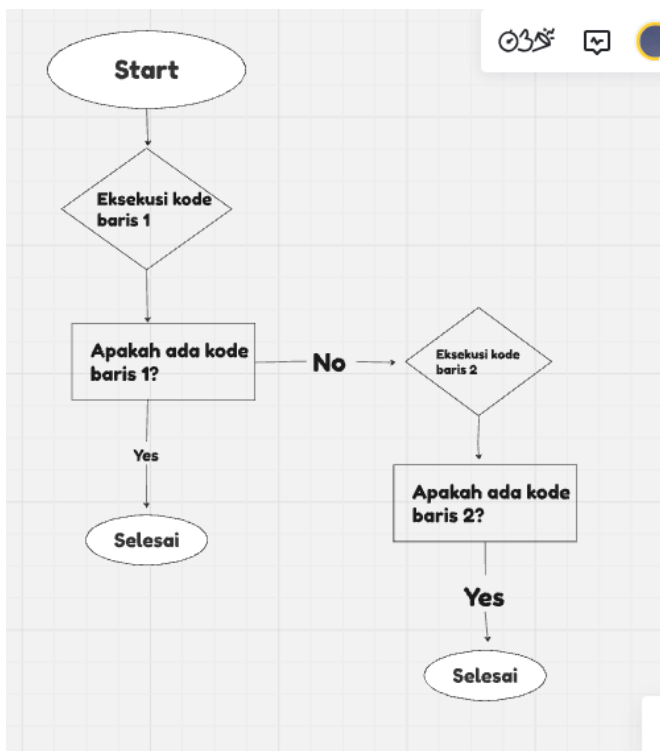 Start
Eksekusi kode
baris 1
Apakah ada kode
baris 1?
No
Eksekusi kode
baris 2
Yes
Selesai
Apakah ada kode
baris 2?
Yes
Selesai